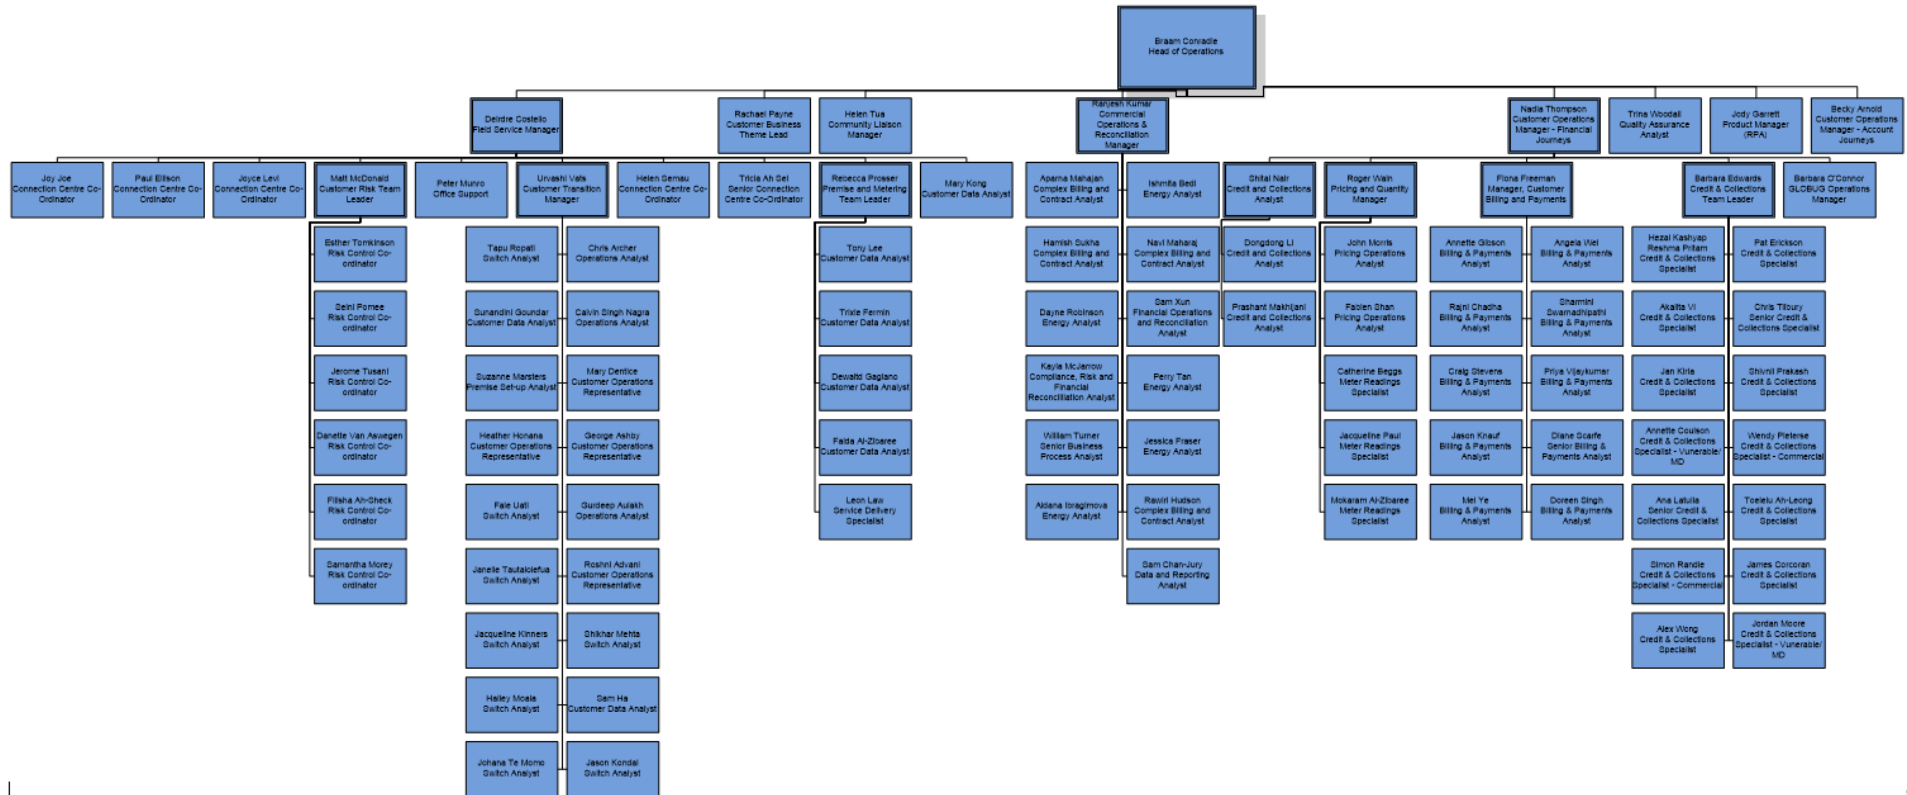 Braam Conradie
Head of Operations
Deirdre Costello
Field Service Manager
Rachael Payne
Customer Business
Theme Lead
Helen Tua
Community Liaison
Manager
Ranjesh Kumar
Commercial
Operations &
Reconciliation
Manager
Nadia Thompson
Customer Operations
Manager - Financial
Journeys
Trina Woodall
Quality Assurance
Analyst
Jody Garrett
Product Manager
(RPA)
Becky Arnold
Customer Operations
Manager - Account
Journeys
Joy Joe
Connection Centre Co-
Ordinator
Paul Ellison
Connection Centre Co-
Ordinator
Joyce Levi
Connection Centre Co-
Ordinator
Matt McDonald
Customer Risk Team
Leader
Peter Munro
Office Support
Urvashi Vats
Customer Transition
Manager
Helen Semau
Connection Centre Co-
Ordinator
Tricia Ah Sei
Senior Connection
Centre Co-Ordinator
Rebecca Prosser
Premise and Metering
Team Leader
Mary Kong
Customer Data Analyst
Aparna Mahajan
Complex Billing and
Contract Analyst
Ishmita Bedi
Energy Analyst
Shital Nair
Credit and Collections
Analyst
Roger Wain
Pricing and Quantity
Manager
Fiona Freeman
Manager, Customer
Billing and Payments
Barbara Edwards
Credit & Collections
Team Leader
Barbara O'Connor
GLOBUG Operations
Manager
Esther Tomkinson
Risk Control Co-
ordinator
Tapu Ropati
Switch Analyst
Chris Archer
Operations Analyst
Tony Lee
Customer Data Analyst
Hamish Sukha
Complex Billing and
Contract Analyst
Navi Maharaj
Complex Billing and
Contract Analyst
Dongdong Li
Credit and Collections
Analyst
John Morris
Pricing Operations
Analyst
Annette Gibson
Billing & Payments
Analyst
Angela Wei
Billing & Payments
Analyst
Hezal Kashyap
Reshma Pritam
Credit & Collections
Specialist
Pat Erickson
Credit & Collections
Specialist
Seini Pomee
Risk Control Co-
ordinator
Sunandini Goundar
Customer Data Analyst
Calvin Singh Nagra
Operations Analyst
Trixie Fermin
Customer Data Analyst
Dayne Robinson
Energy Analyst
Sam Xun
Financial Operations
and Reconciliation
Analyst
Prashant Makhijani
Credit and Collections
Analyst
Fabien Shan
Pricing Operations
Analyst
Rajni Chadha
Billing & Payments
Analyst
Sharmini
Swarnadhipathi
Billing & Payments
Analyst
Akalita Vi
Credit & Collections
Specialist
Chris Tilbury
Senior Credit &
Collections Specialist
Jerome Tusani
Risk Control Co-
ordinator
Suzanne Marsters
Premise Set-up Analyst
Mary Dentice
Customer Operations
Representative
Dewald Gagiano
Customer Data Analyst
Kayla McJarrow
Compliance, Risk and
Financial
Reconciliation Analyst
Perry Tan
Energy Analyst
Catherine Beggs
Meter Readings
Specialist
Craig Stevens
Billing & Payments
Analyst
Priya Vijaykumar
Billing & Payments
Analyst
Jan Kirla
Credit & Collections
Specialist
Shivnil Prakash
Credit & Collections
Specialist
Danette Van Aswegen
Risk Control Co-
ordinator
Heather Honana
Customer Operations
Representative
George Ashby
Customer Operations
Representative
Faida Al-Zibaree
Customer Data Analyst
William Turner
Senior Business
Process Analyst
Jessica Fraser
Energy Analyst
Jacqueline Paul
Meter Readings
Specialist
Jason Knauf
Billing & Payments
Analyst
Diane Scarfe
Senior Billing &
Payments Analyst
Annette Coulson
Credit & Collections
Specialist - Vunerable/
MD
Wendy Pieterse
Credit & Collections
Specialist - Commercial
Filisha Ah-Sheck
Risk Control Co-
ordinator
Fale Uati
Switch Analyst
Gurdeep Aulakh
Operations Analyst
Leon Law
Service Delivery
Specialist
Aldana Ibragimova
Energy Analyst
Rawiri Hudson
Complex Billing and
Contract Analyst
Mokaram Al-Zibaree
Meter Readings
Specialist
Mei Ye
Billing & Payments
Analyst
Doreen Singh
Billing & Payments
Analyst
Ana Latulla
Senior Credit &
Collections Specialist
Toelelu Ah-Leong
Credit & Collections
Specialist
Samantha Morey
Risk Control Co-
ordinator
Janelle Tautaiolefua
Switch Analyst
Roshni Advani
Customer Operations
Representative
Sam Chan-Jury
Data and Reporting
Analyst
Simon Randle
Credit & Collections
Specialist - Commercial
James Corcoran
Credit & Collections
Specialist
Jacqueline Kinners
Switch Analyst
Shikhar Mehta
Switch Analyst
Alex Wong
Credit & Collections
Specialist
Jordan Moore
Credit & Collections
Specialist - Vunerable/
MD
Hailey Moala
Switch Analyst
Sam Ha
Customer Data Analyst
Johana Te Momo
Switch Analyst
Jason Kondal
Switch Analyst